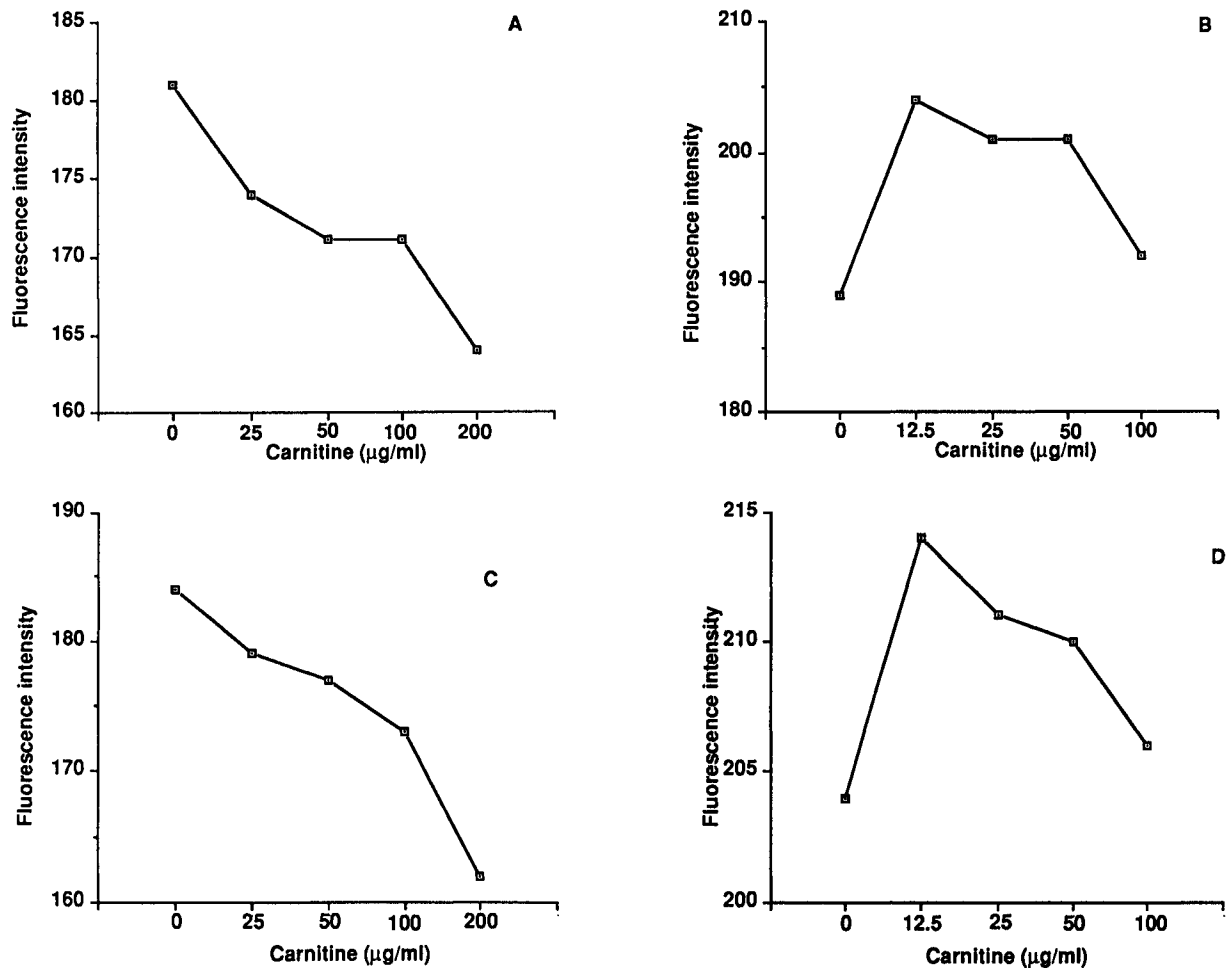 A
Fluorescence intensity
185
180
175
170
165
160
0 25 50 100 200
Carnitine (µg/ml)
B
Fluorescence intensity
210
200
190
180
0 12.5 25 50 100
Carnitine (µg/ml)
C
Fluorescence intensity
190
180
170
160
0 25 50 100 200
Carnitine (µg/ml)
D
Fluorescence intensity
215
210
205
200
0 12.5 25 50 100
Carnitine (µg/ml)